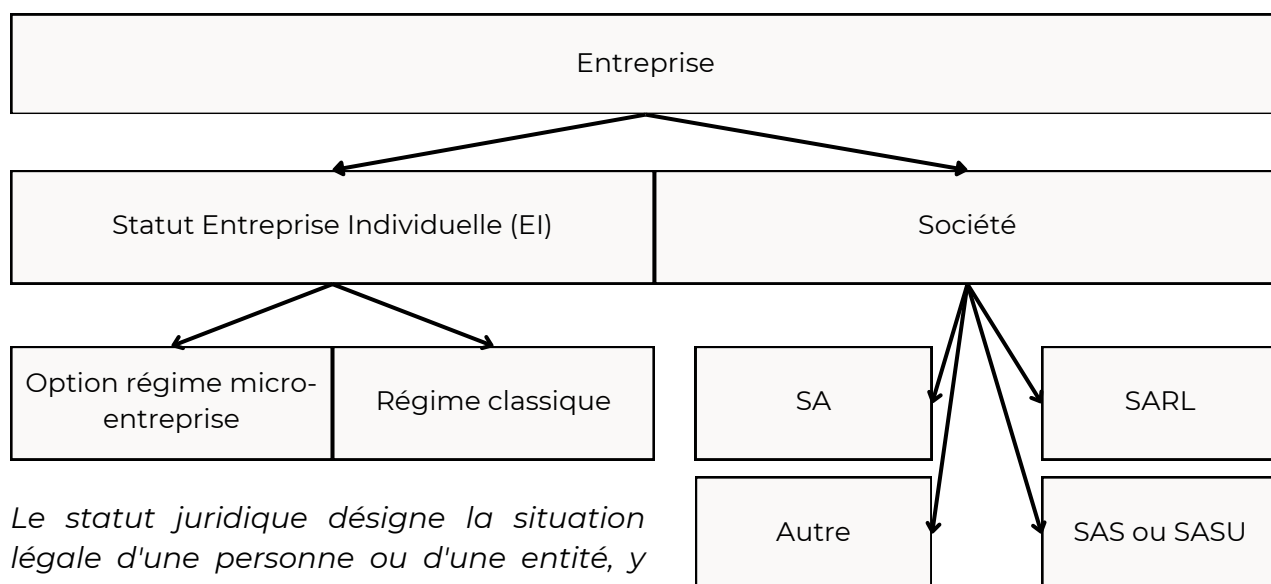 Entreprise
Statut Entreprise Individuelle (EI)
Société
Option régime micro-
entreprise
Régime classique
SA
SARL
Autre
SAS ou SASU
Le statut juridique désigne la situation
légale d'une personne ou d'une entité, y